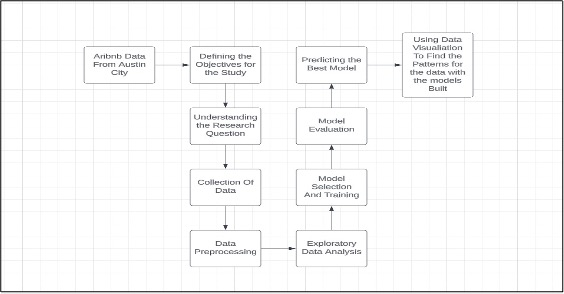 Aribnb Data
From Austin
City
Defining the
Objectives for
the Study
Understanding
the Research
Question
Collection Of
Data
Data
Preprocessing
Exploratory
Data Analysis
Model
Selection
And Training
Model
Evaluation
Predicting the
Best Model
Using Data
Visualiation
To Find the
Patterns for
the data with
the models
Built